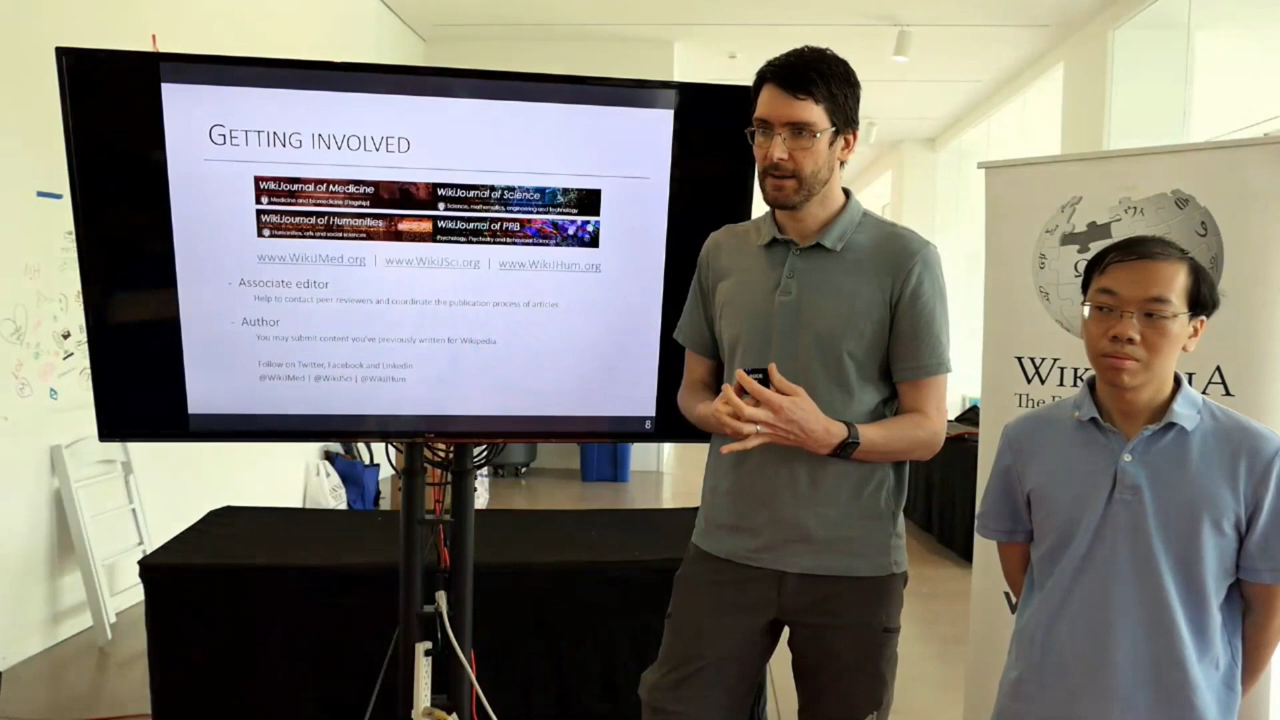 GETTING INVOLVED
WikiJournal of Medicine
Medicine and biomedicine (Flagship)
WikiJournal of Science
Science, mathematics, engineering and technology
WikiJournal of Humanities
Humanities, arts and social sciences
WikiJournal of PPB
Psychology, Psychiatry and Behavioral Sciences
www.WikiJMed.org | www.WikiJSci.org | www.WikiJHum.org
- Associate editor
Help to contact peer reviewers and coordinate the publication process of articles
- Author
You may submit content you've previously written for Wikipedia
Follow on Twitter, Facebook and Linkedin
@WikiJMed | @WikiJSci | @WikiJHum
8
WIK A
The